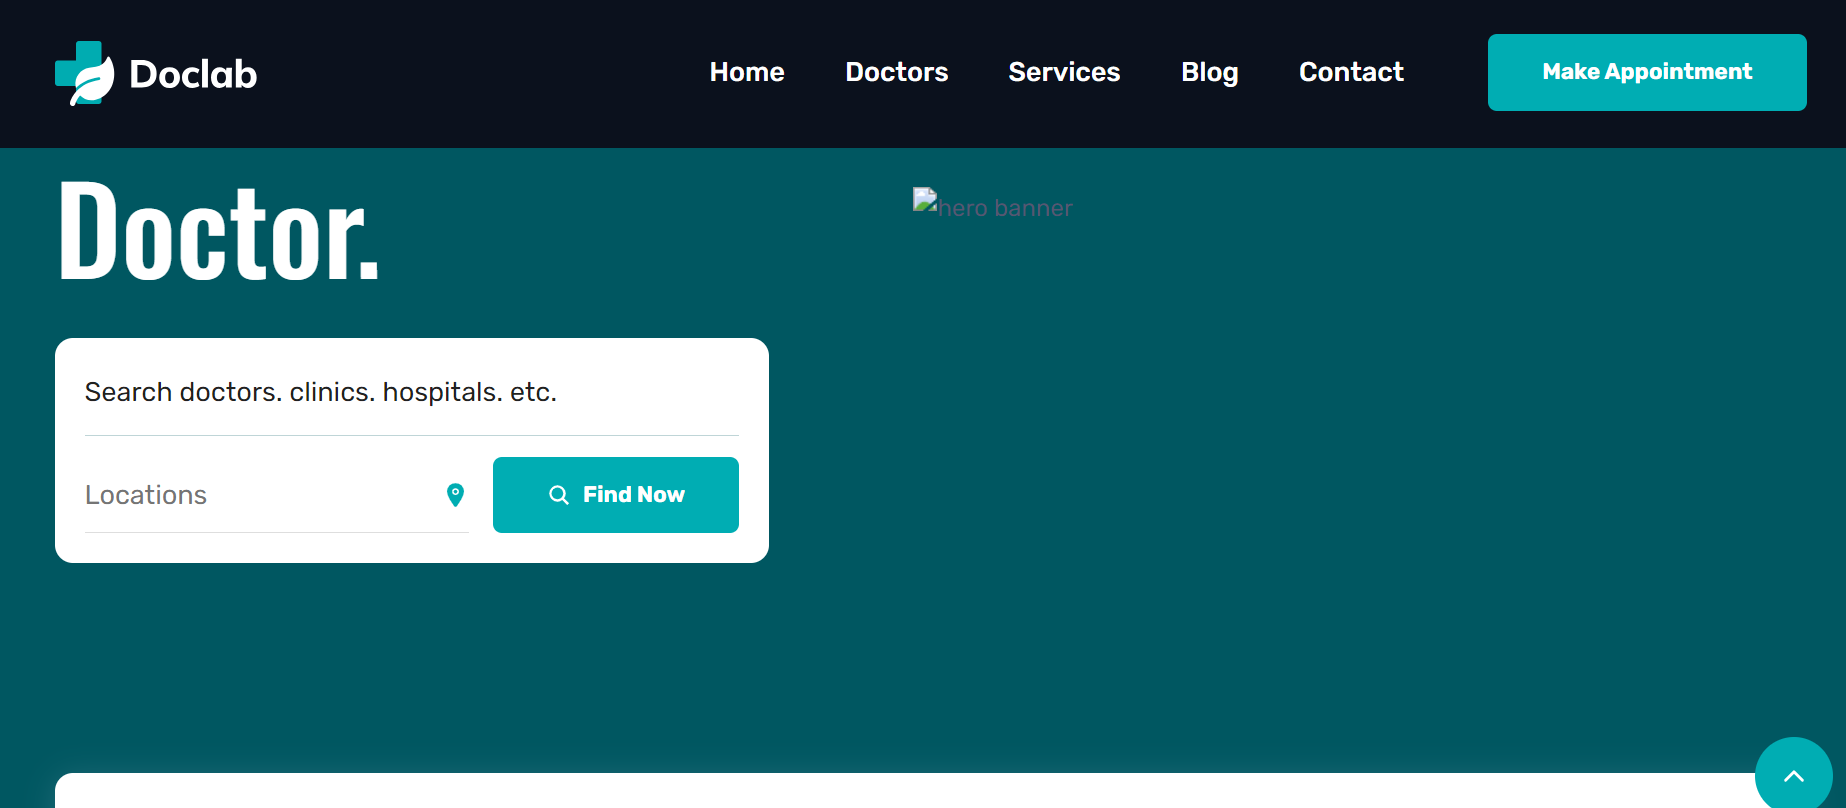 Doclab
Home Doctors Services Blog Contact Make Appointment
Doctor.
hero banner
Search doctors. clinics. hospitals. etc.
Locations
Find Now